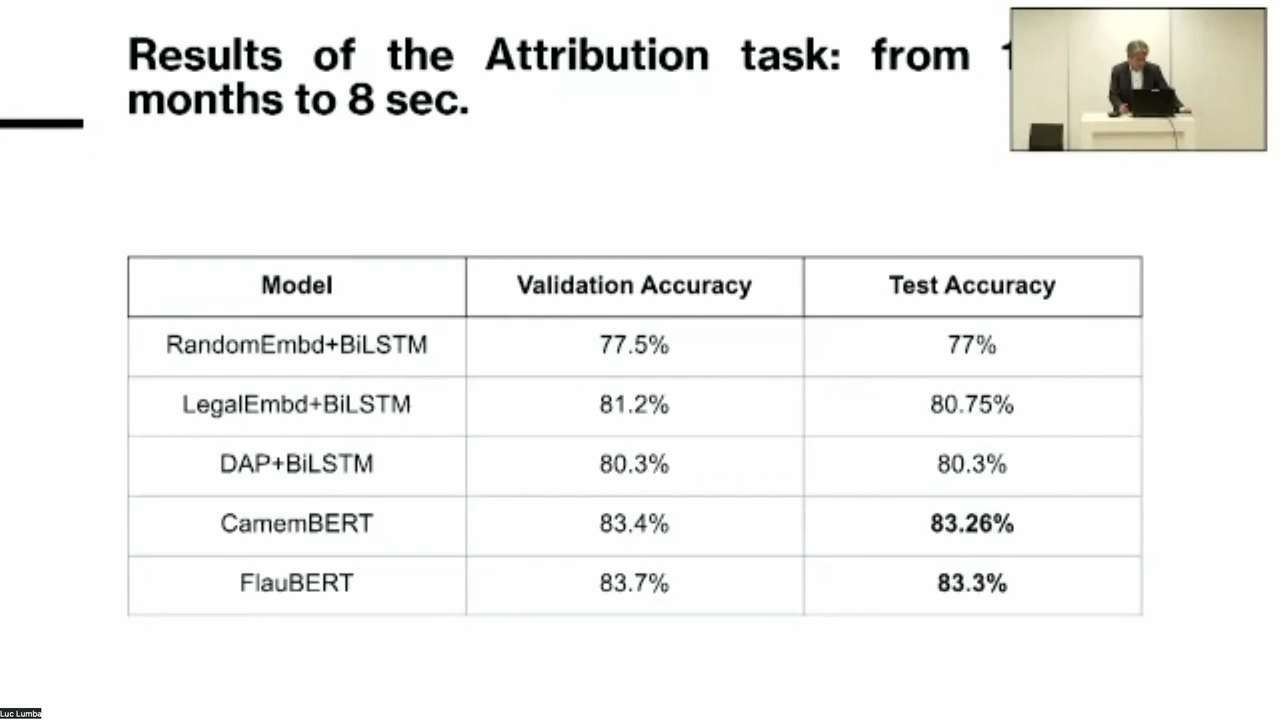 Results of the Attribution task: from
months to 8 sec.
Model Validation Accuracy Test Accuracy
RandomEmbd+BiLSTM 77.5% 77%
LegalEmbd+BiLSTM 81.2% 80.75%
DAP+BiLSTM 80.3% 80.3%
CamemBERT 83.4% 83.26%
FlauBERT 83.7% 83.3%
Luc Lumba